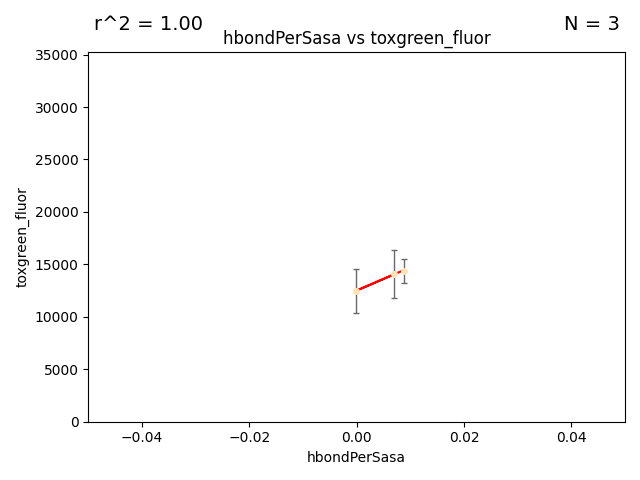 r^2 = 1.00
N = 3
hbondPerSasa vs toxgreen_fluor
35000
30000
25000
20000
15000
10000
5000
0
toxgreen_fluor
−0.04
−0.02
0.00
0.02
0.04
hbondPerSasa